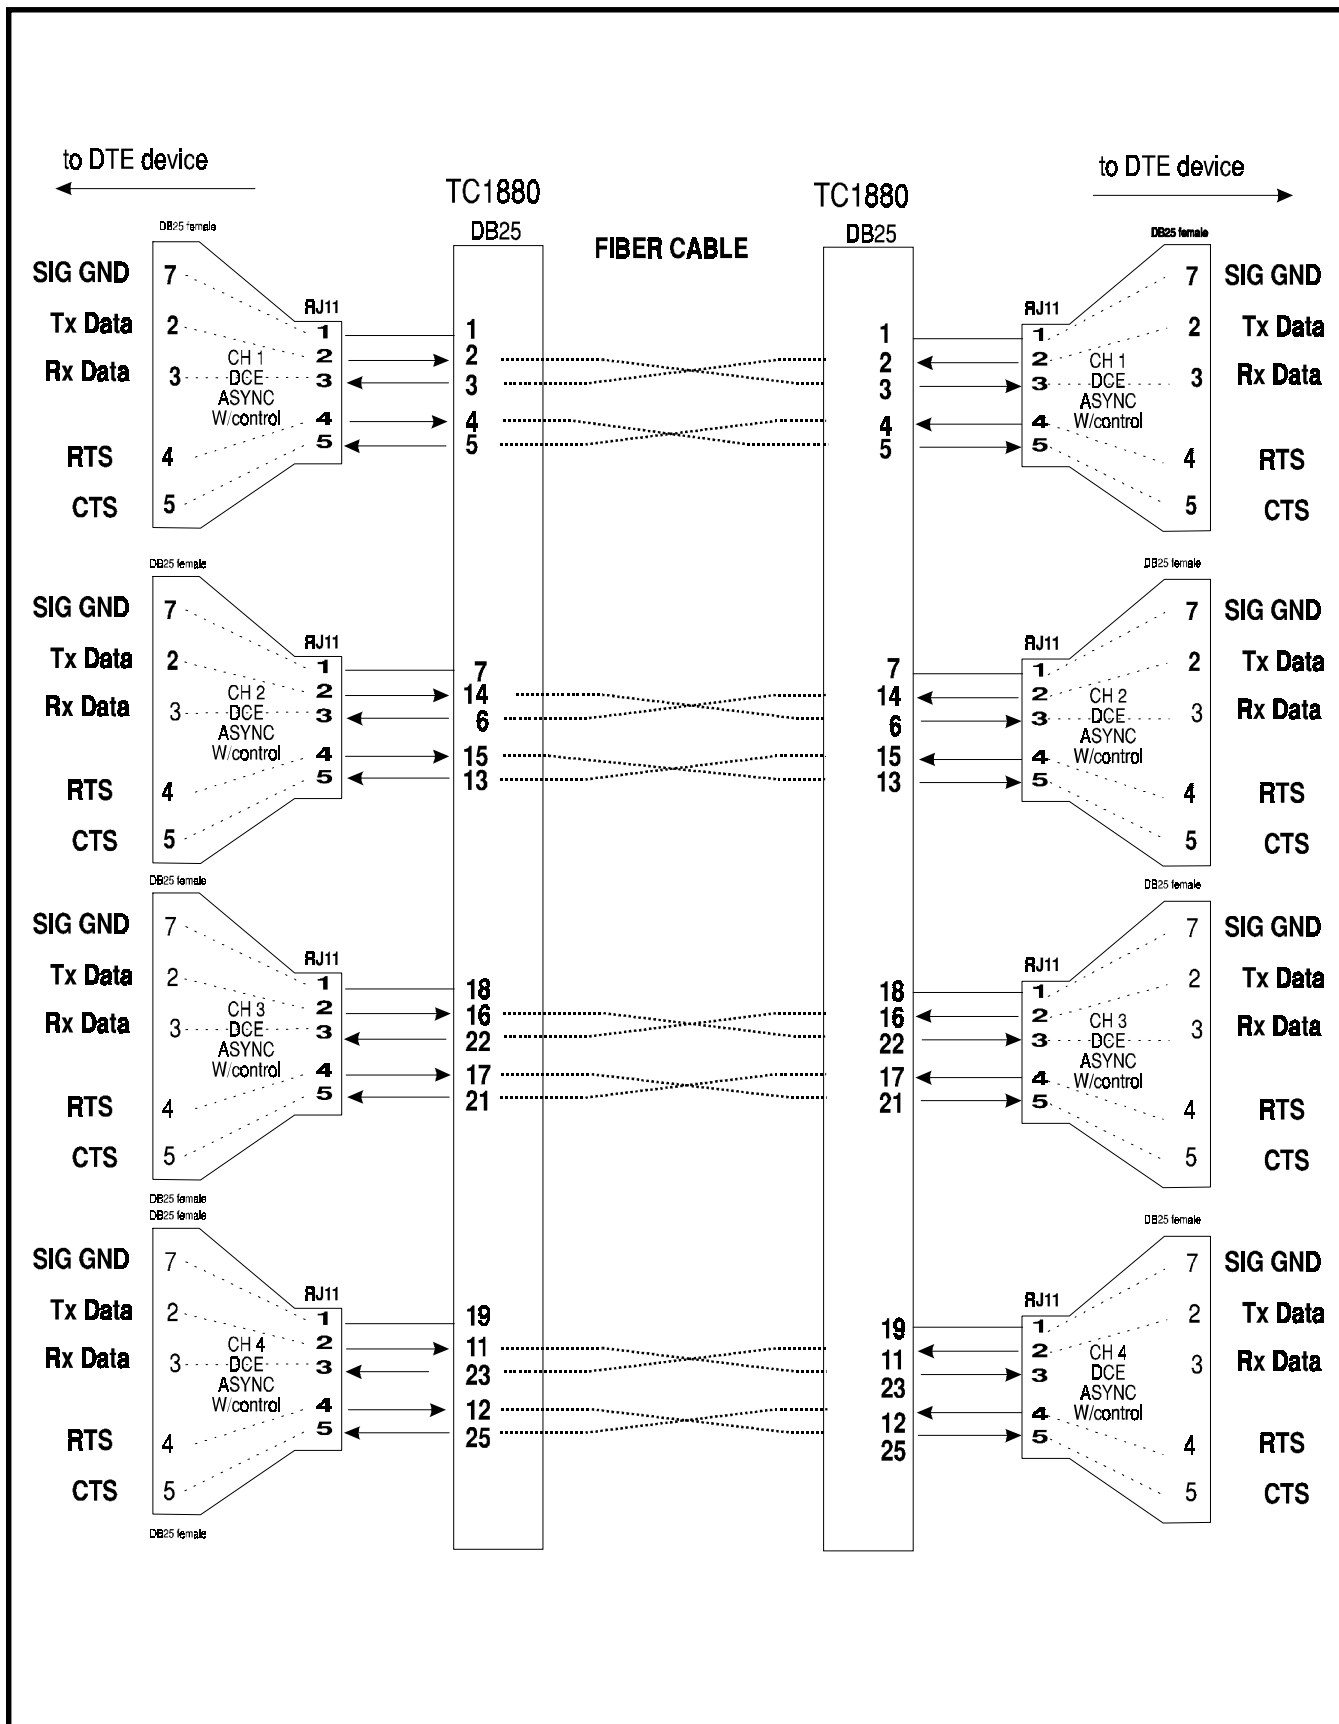 to DTE device
to DTE device
TC1880
TC1880
DB25
DB25
FIBER CABLE
DB25 female
SIG GND 7
Tx Data 2
Rx Data 3
RTS 4
CTS 5
CH 1
DCE
ASYNC
W/control
RJ11
1
2
3
4
5
1
2
3
4
5
1
2
3
4
5
RJ11
1
2
3
4
5
CH 1
DCE
ASYNC
W/control
DB25 female
7 SIG GND
2 Tx Data
3 Rx Data
4 RTS
5 CTS
DB25 female
SIG GND 7
Tx Data 2
Rx Data 3
RTS 4
CTS 5
CH 2
DCE
ASYNC
W/control
RJ11
1
2
3
4
5
7
14
6
15
13
7
14
6
15
13
RJ11
1
2
3
4
5
CH 2
DCE
ASYNC
W/control
DB25 female
7 SIG GND
2 Tx Data
3 Rx Data
4 RTS
5 CTS
DB25 female
SIG GND 7
Tx Data 2
Rx Data 3
RTS 4
CTS 5
CH 3
DCE
ASYNC
W/control
RJ11
1
2
3
4
5
18
16
22
17
21
18
16
22
17
21
RJ11
1
2
3
4
5
CH 3
DCE
ASYNC
W/control
DB25 female
7 SIG GND
2 Tx Data
3 Rx Data
4 RTS
5 CTS
DB25 female
DB25 female
SIG GND 7
Tx Data 2
Rx Data 3
RTS 4
CTS 5
CH 4
DCE
ASYNC
W/control
RJ11
1
2
3
4
5
19
11
23
12
25
19
11
23
12
25
RJ11
1
2
3
4
5
CH 4
DCE
ASYNC
W/control
DB25 female
7 SIG GND
2 Tx Data
3 Rx Data
4 RTS
5 CTS
DB25 female